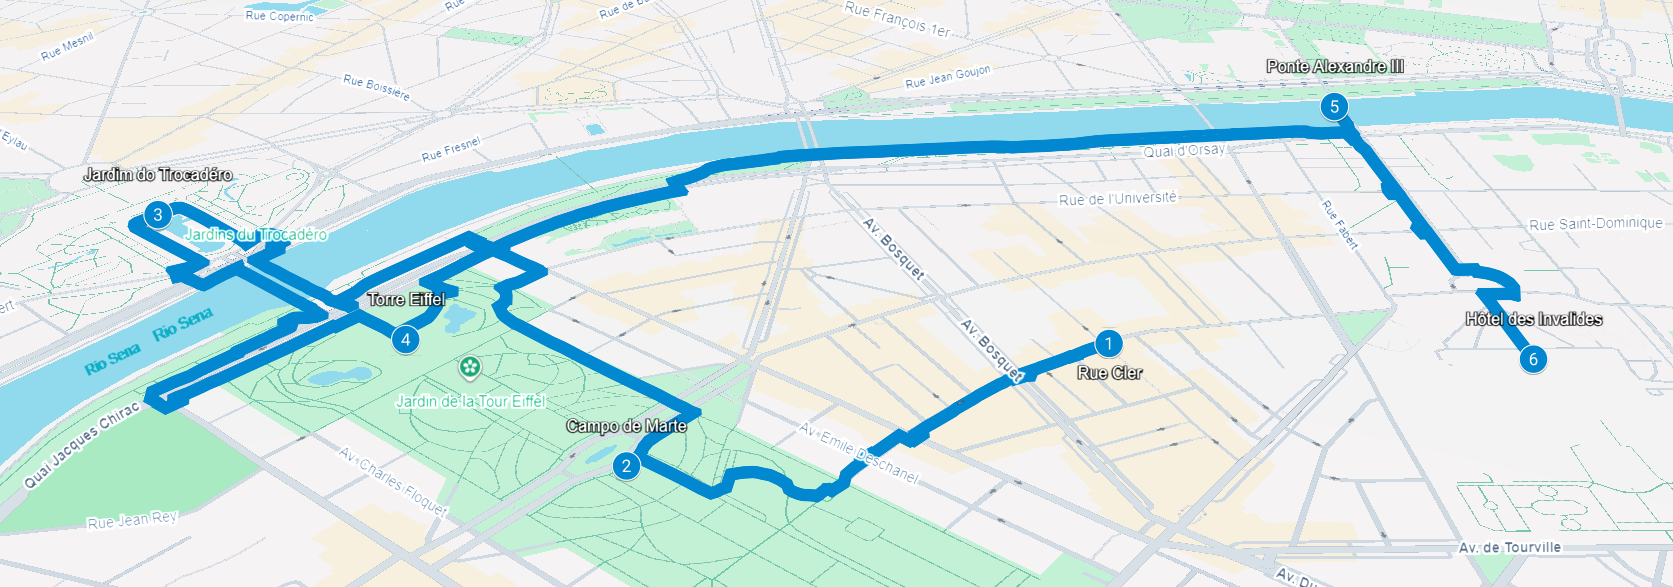 Rue Copernic
Rue de
Rue François 1er
Rue Mesnil
Rue Boissière
Rue Jean Goujon
Ponte Alexandre III
5
Eylau
Rue Fresnel
Quai d'Orsay
Jardim do Trocadéro
3
Jardins du Trocadéro
Rue de l'Université
Rue Fabert
Rue Saint-Dominique
Av. Bosquet
Torre Eiffel
4
Rio Sena
Rio Sena
Av. Bosquet
1
Rue Cler
Hôtel des Invalides
6
Jardin de la Tour Eiffel
Quai Jacques Chirac
Campo de Marte
2
Av. Emile Deschanel
Av. Charles Floquet
Rue Jean Rey
Av. de Tourville